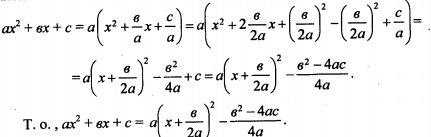 ax² + вx + c = a(x² + в/a x + c/a) = a(x² + 2 в/2a x + (в/2a)² − (в/2a)² + c/a) =
= a(x + в/2a)² − в²/4a + c = a(x + в/2a)² − в² − 4ac/4a.
Т. о., ax² + вx + c = a(x + в/2a)² − в² − 4ac/4a.